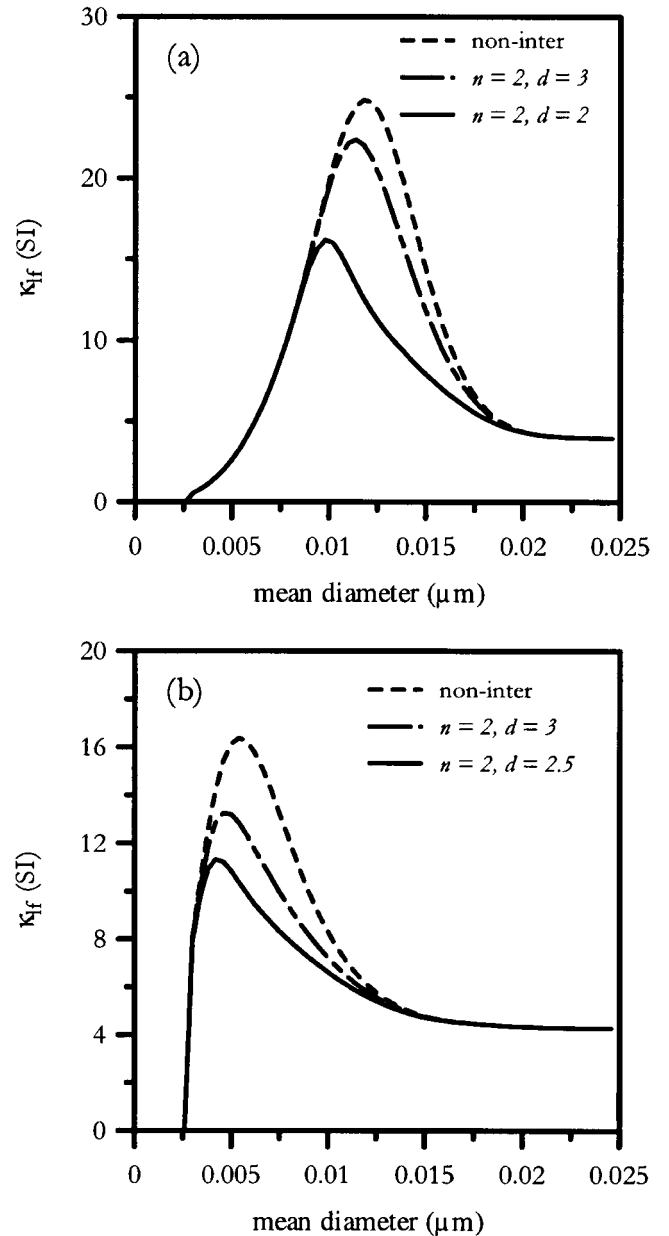 30
(a)
non-inter
n = 2, d = 3
n = 2, d = 2
20
κlf (SI)
10
0
0 0.005 0.01 0.015 0.02 0.025
mean diameter (μm)
20
(b)
non-inter
n = 2, d = 3
n = 2, d = 2.5
16
12
κlf (SI)
8
4
0
0 0.005 0.01 0.015 0.02 0.025
mean diameter (μm)